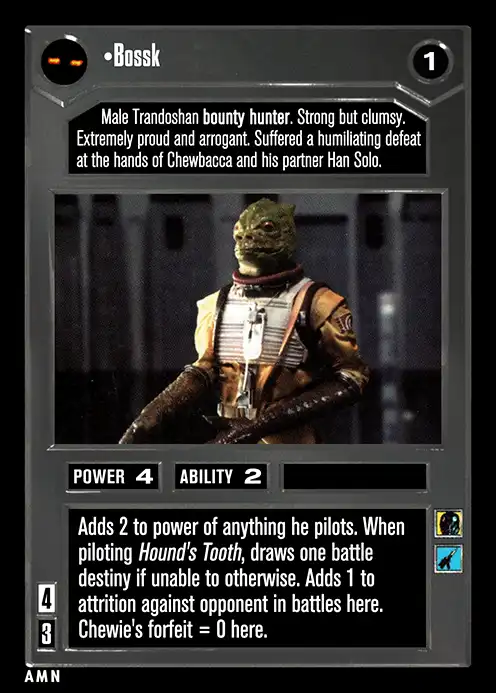 •Bossk
1
Male Trandoshan bounty hunter. Strong but clumsy.
Extremely proud and arrogant. Suffered a humiliating defeat
at the hands of Chewbacca and his partner Han Solo.
POWER 4 ABILITY 2
Adds 2 to power of anything he pilots. When
piloting Hound's Tooth, draws one battle
destiny if unable to otherwise. Adds 1 to
attrition against opponent in battles here.
Chewie's forfeit = 0 here.
4
3
AMN